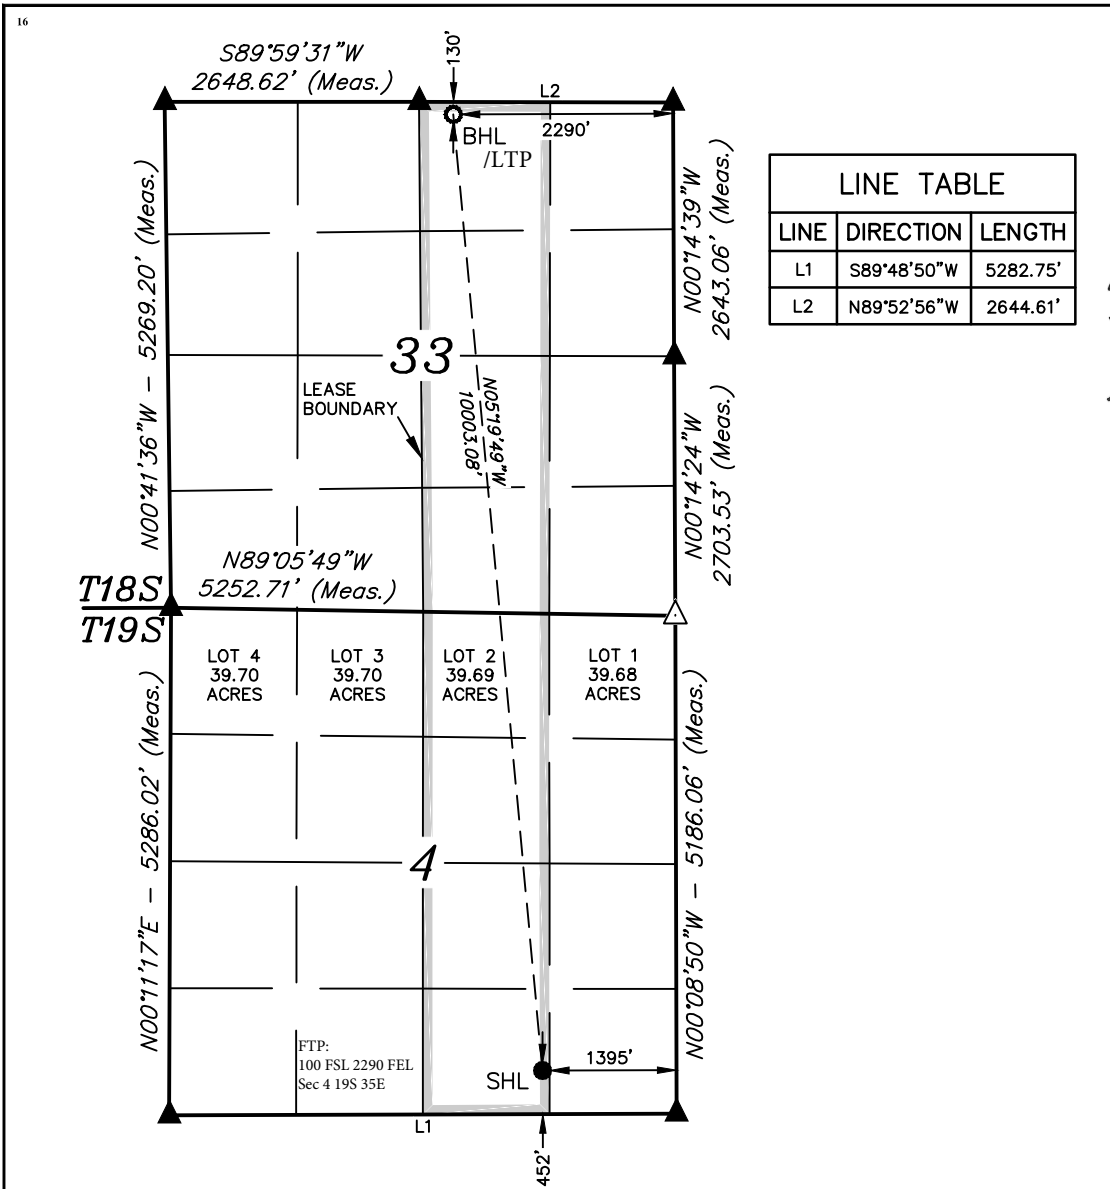 16
S89°59'31"W
2648.62' (Meas.)
130'
L2
BHL
/LTP
2290'
N00°41'36"W - 5269.20' (Meas.)
N00°14'39"W
2643.06' (Meas.)
LINE TABLE
LINE DIRECTION LENGTH
L1 S89°48'50"W 5282.75'
L2 N89°52'56"W 2644.61'
33
LEASE
BOUNDARY
N05°19'49"W
10003.08'
N00°14'24"W
2703.53' (Meas.)
N89°05'49"W
5252.71' (Meas.)
T18S
T19S
LOT 4
39.70
ACRES
LOT 3
39.70
ACRES
LOT 2
39.69
ACRES
LOT 1
39.68
ACRES
N00°11'17"E - 5286.02' (Meas.)
N00°08'50"W - 5186.06' (Meas.)
4
FTP:
100 FSL 2290 FEL
Sec 4 19S 35E
SHL
1395'
L1
452'